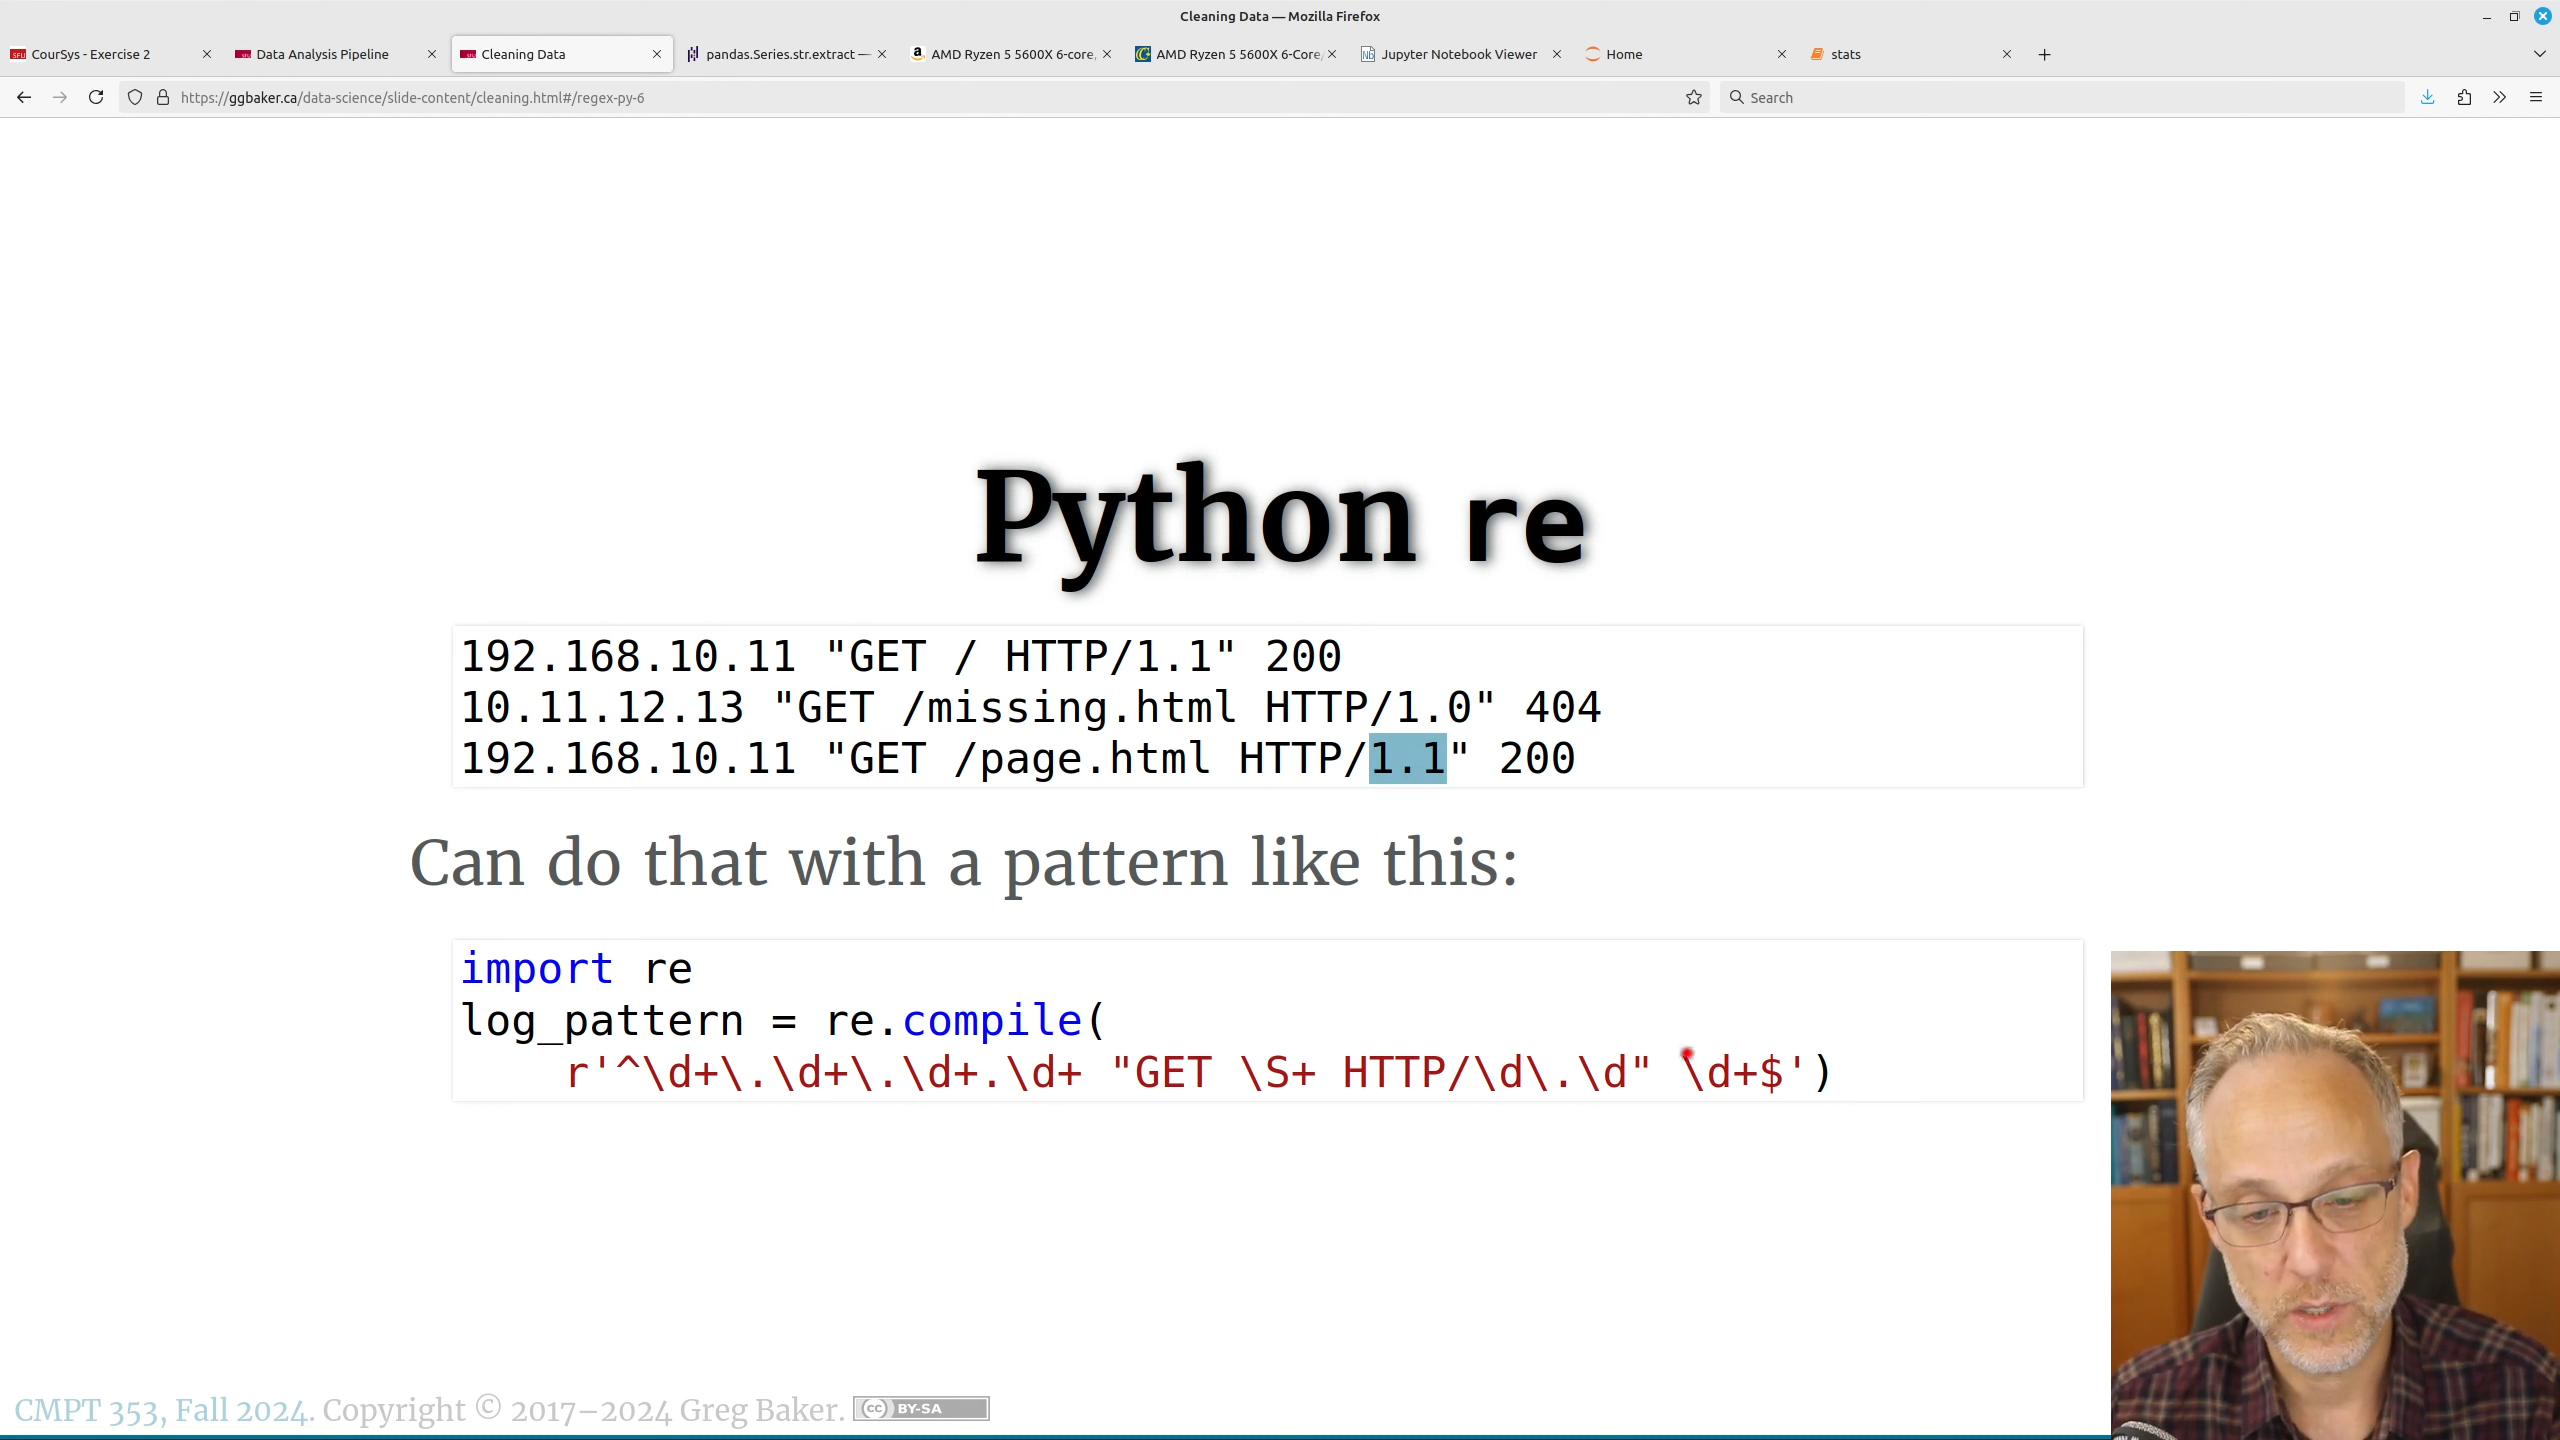 Cleaning Data — Mozilla Firefox
CourSys - Exercise 2
Data Analysis Pipeline
Cleaning Data
pandas.Series.str.extract —
AMD Ryzen 5 5600X 6-core,
AMD Ryzen 5 5600X 6-Core/
Jupyter Notebook Viewer
Home
stats
https://ggbaker.ca/data-science/slide-content/cleaning.html#/regex-py-6
Search
Python re
192.168.10.11 "GET / HTTP/1.1" 200
10.11.12.13 "GET /missing.html HTTP/1.0" 404
192.168.10.11 "GET /page.html HTTP/1.1" 200
Can do that with a pattern like this:
import re
log_pattern = re.compile(
r'^\d+\.\d+\.\d+.\d+ "GET \S+ HTTP/\d\.\d" \d+$')
CMPT 353, Fall 2024. Copyright © 2017–2024 Greg Baker. cc BY-SA